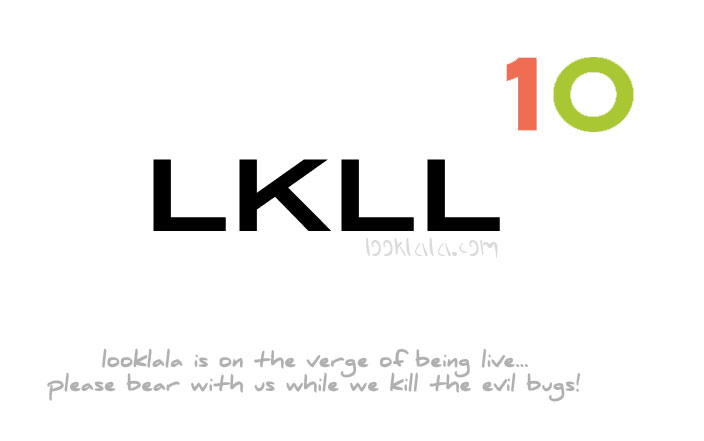 10
LKLL
looklala.com
looklala is on the verge of being live...
please bear with us while we kill the evil bugs!